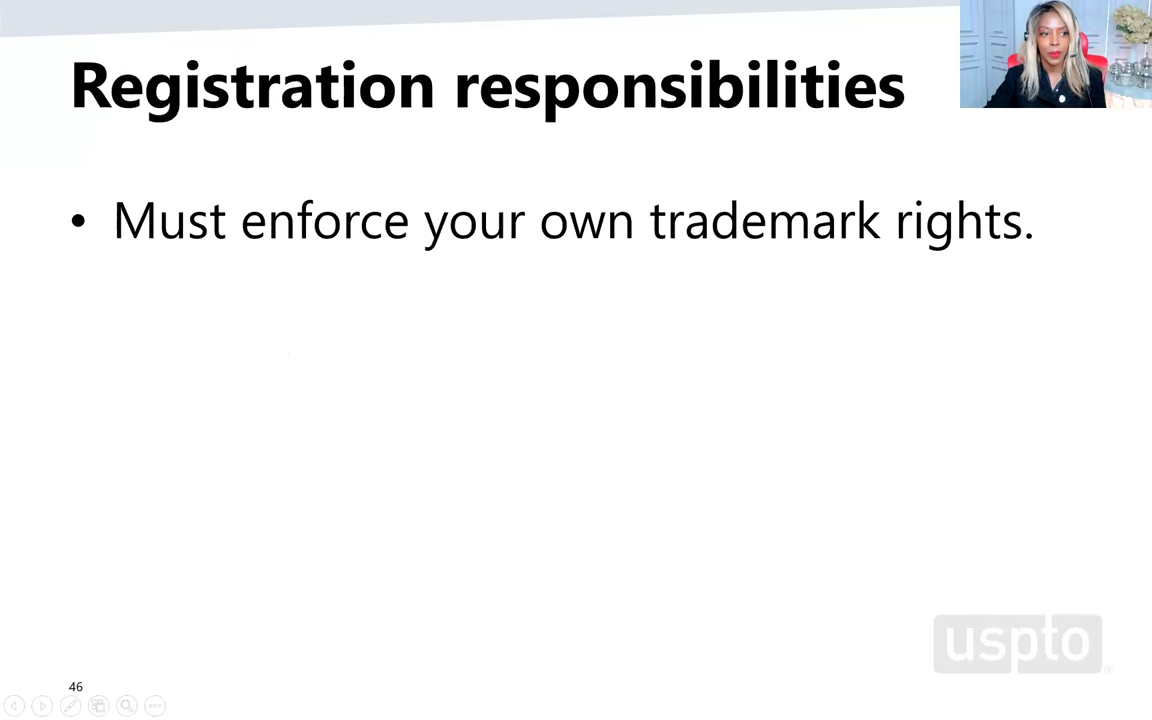 Registration responsibilities
• Must enforce your own trademark rights.
uspto
46